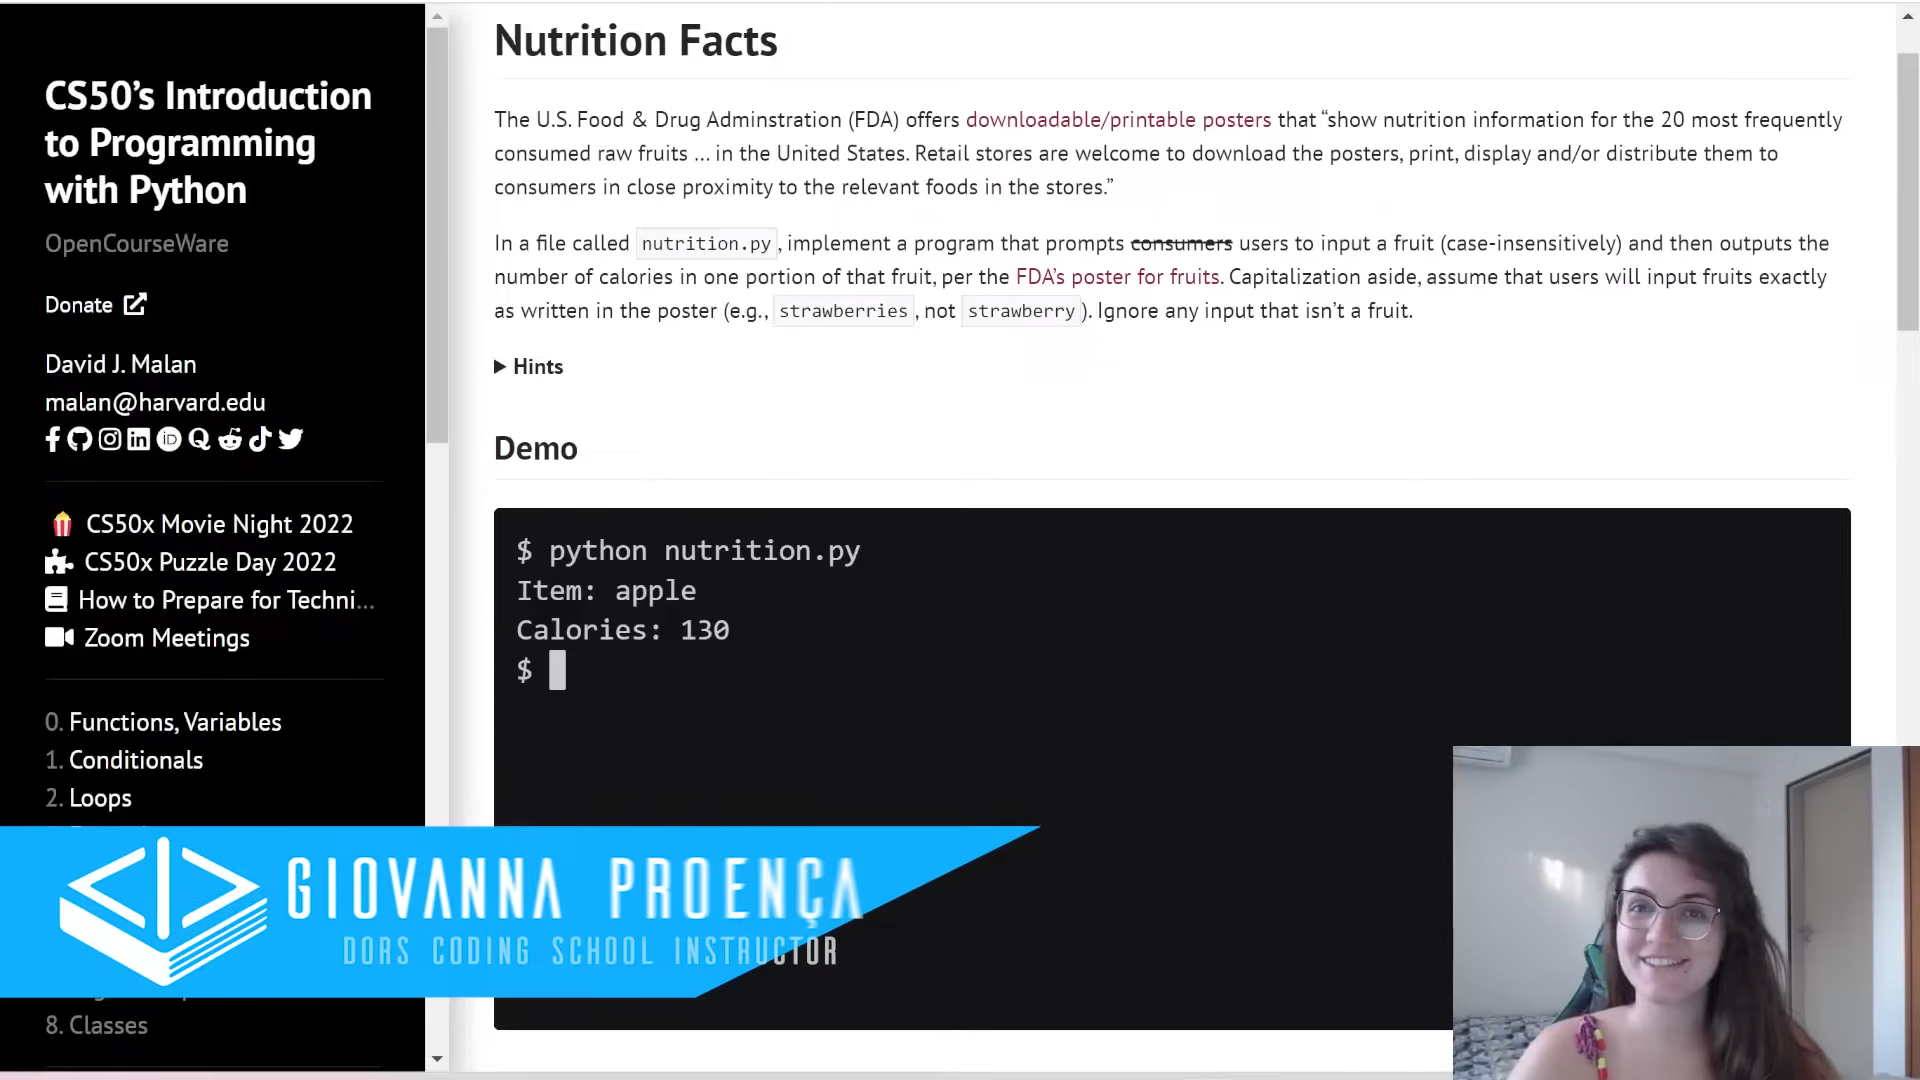 CS50’s Introduction
to Programming
with Python
OpenCourseWare
Donate
David J. Malan
malan@harvard.edu
CS50x Movie Night 2022
CS50x Puzzle Day 2022
How to Prepare for Techni...
Zoom Meetings
0. Functions, Variables
1. Conditionals
2. Loops
8. Classes
Nutrition Facts
The U.S. Food & Drug Adminstration (FDA) offers downloadable/printable posters that “show nutrition information for the 20 most frequently
consumed raw fruits … in the United States. Retail stores are welcome to download the posters, print, display and/or distribute them to
consumers in close proximity to the relevant foods in the stores.”
In a file called nutrition.py, implement a program that prompts consumers users to input a fruit (case-insensitively) and then outputs the
number of calories in one portion of that fruit, per the FDA’s poster for fruits. Capitalization aside, assume that users will input fruits exactly
as written in the poster (e.g., strawberries, not strawberry). Ignore any input that isn’t a fruit.
Hints
Demo
$ python nutrition.py
Item: apple
Calories: 130
$
GIOVANNA PROENÇA
DORS CODING SCHOOL INSTRUCTOR